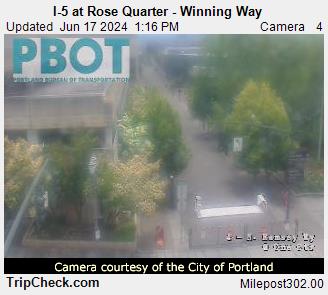 I-5 at Rose Quarter - Winning Way
Updated Jun 17 2024 1:16 PM Camera 4
PBOT
PORTLAND BUREAU OF TRANSPORTATION
Camera courtesy of the City of Portland
TripCheck.com Milepost302.00